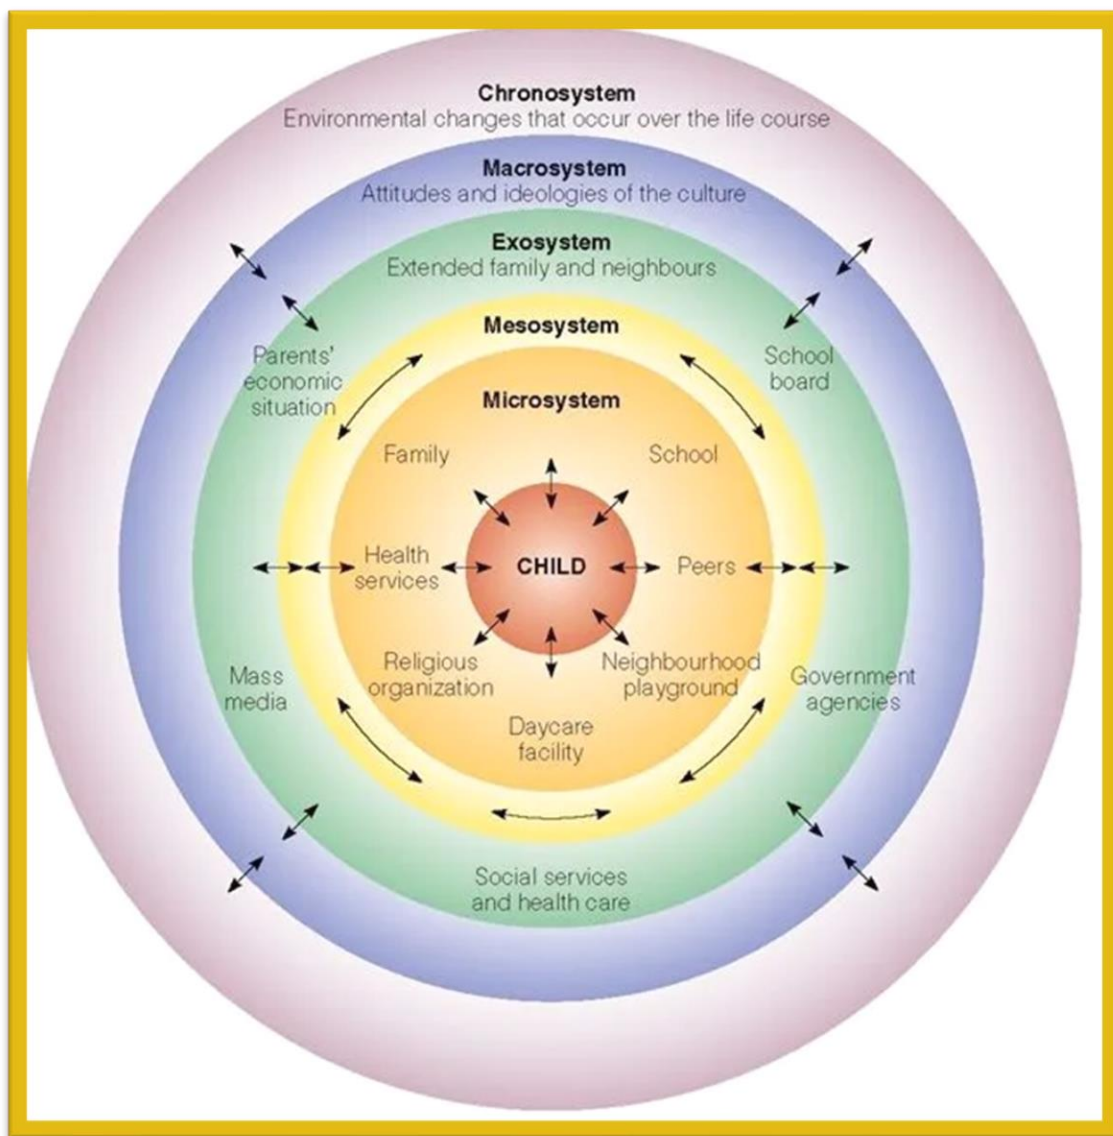 Chronosystem
Environmental changes that occur over the life course
Macrosystem
Attitudes and ideologies of the culture
Exosystem
Extended family and neighbours
Mesosystem
Parents'
economic
situation
School
board
Microsystem
Family
School
Health
services
CHILD
Peers
Religious
organization
Neighbourhood
playground
Mass
media
Government
agencies
Daycare
facility
Social services
and health care